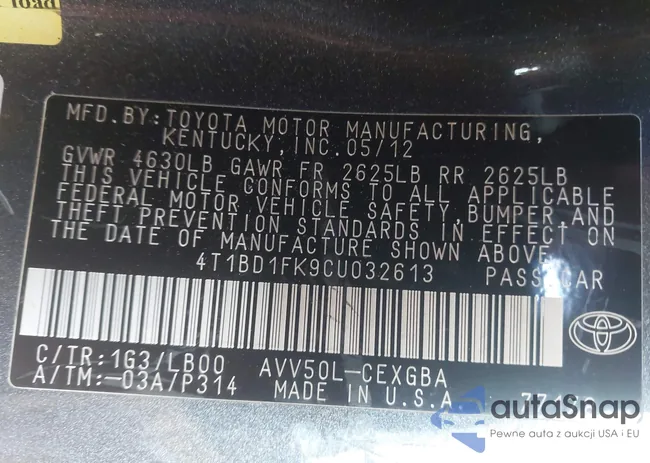 load
MFD. BY: TOYOTA MOTOR MANUFACTURING,
KENTUCKY, INC. 05/12
GVWR 4630LB GAWR FR 2625LB RR 2625LB
THIS VEHICLE CONFORMS TO ALL APPLICABLE
FEDERAL MOTOR VEHICLE SAFETY, BUMPER AND
THEFT PREVENTION STANDARDS IN EFFECT ON
THE DATE OF MANUFACTURE SHOWN ABOVE.
4T1BD1FK9CU032613 PASS CAR
C/TR: 1G3/LB00 AVV50L-CEXGBA
A/TM: -03A/P314 MADE IN U.S.A
autaSnap
Pewne auta z aukcji USA i EU